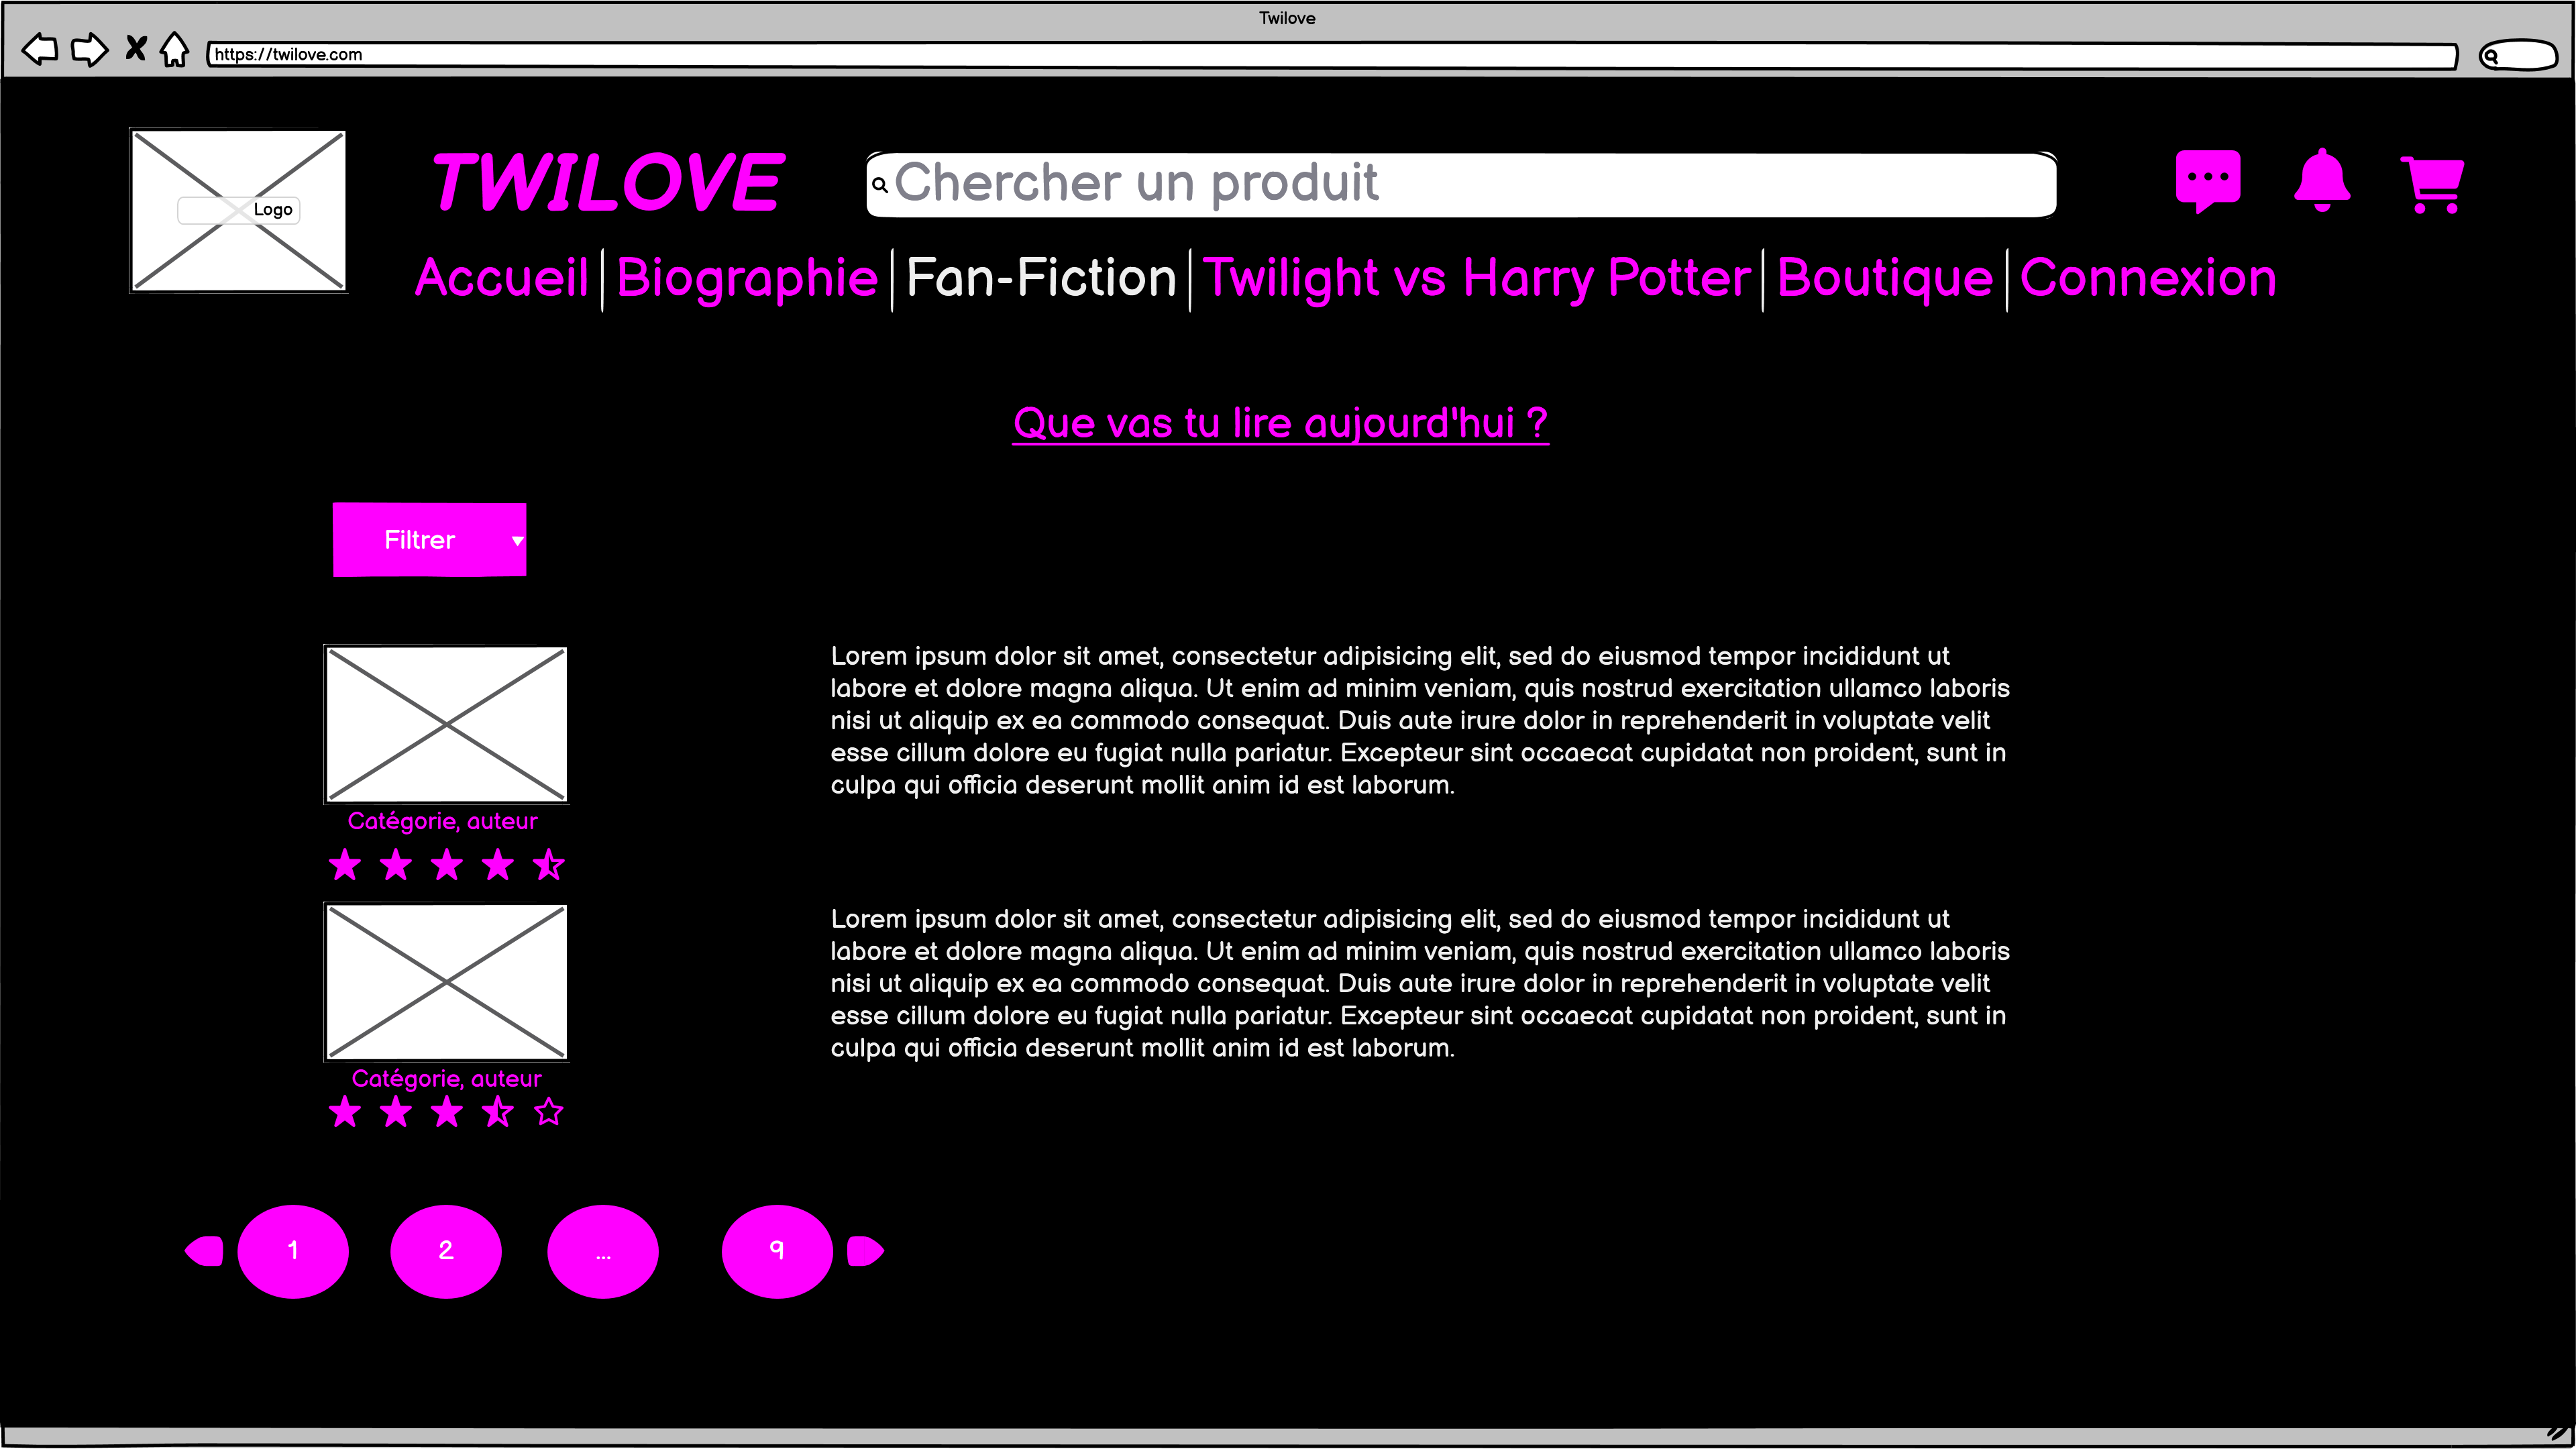 Twilove
https://twilove.com
Logo
TWILOVE
Chercher un produit
Accueil Biographie Fan-Fiction Twilight vs Harry Potter Boutique Connexion
Que vas tu lire aujourd'hui ?
Filtrer
Lorem ipsum dolor sit amet, consectetur adipisicing elit, sed do eiusmod tempor incididunt ut
labore et dolore magna aliqua. Ut enim ad minim veniam, quis nostrud exercitation ullamco laboris
nisi ut aliquip ex ea commodo consequat. Duis aute irure dolor in reprehenderit in voluptate velit
esse cillum dolore eu fugiat nulla pariatur. Excepteur sint occaecat cupidatat non proident, sunt in
culpa qui officia deserunt mollit anim id est laborum.
Catégorie, auteur
Lorem ipsum dolor sit amet, consectetur adipisicing elit, sed do eiusmod tempor incididunt ut
labore et dolore magna aliqua. Ut enim ad minim veniam, quis nostrud exercitation ullamco laboris
nisi ut aliquip ex ea commodo consequat. Duis aute irure dolor in reprehenderit in voluptate velit
esse cillum dolore eu fugiat nulla pariatur. Excepteur sint occaecat cupidatat non proident, sunt in
culpa qui officia deserunt mollit anim id est laborum.
Catégorie, auteur
1 2 ... 9